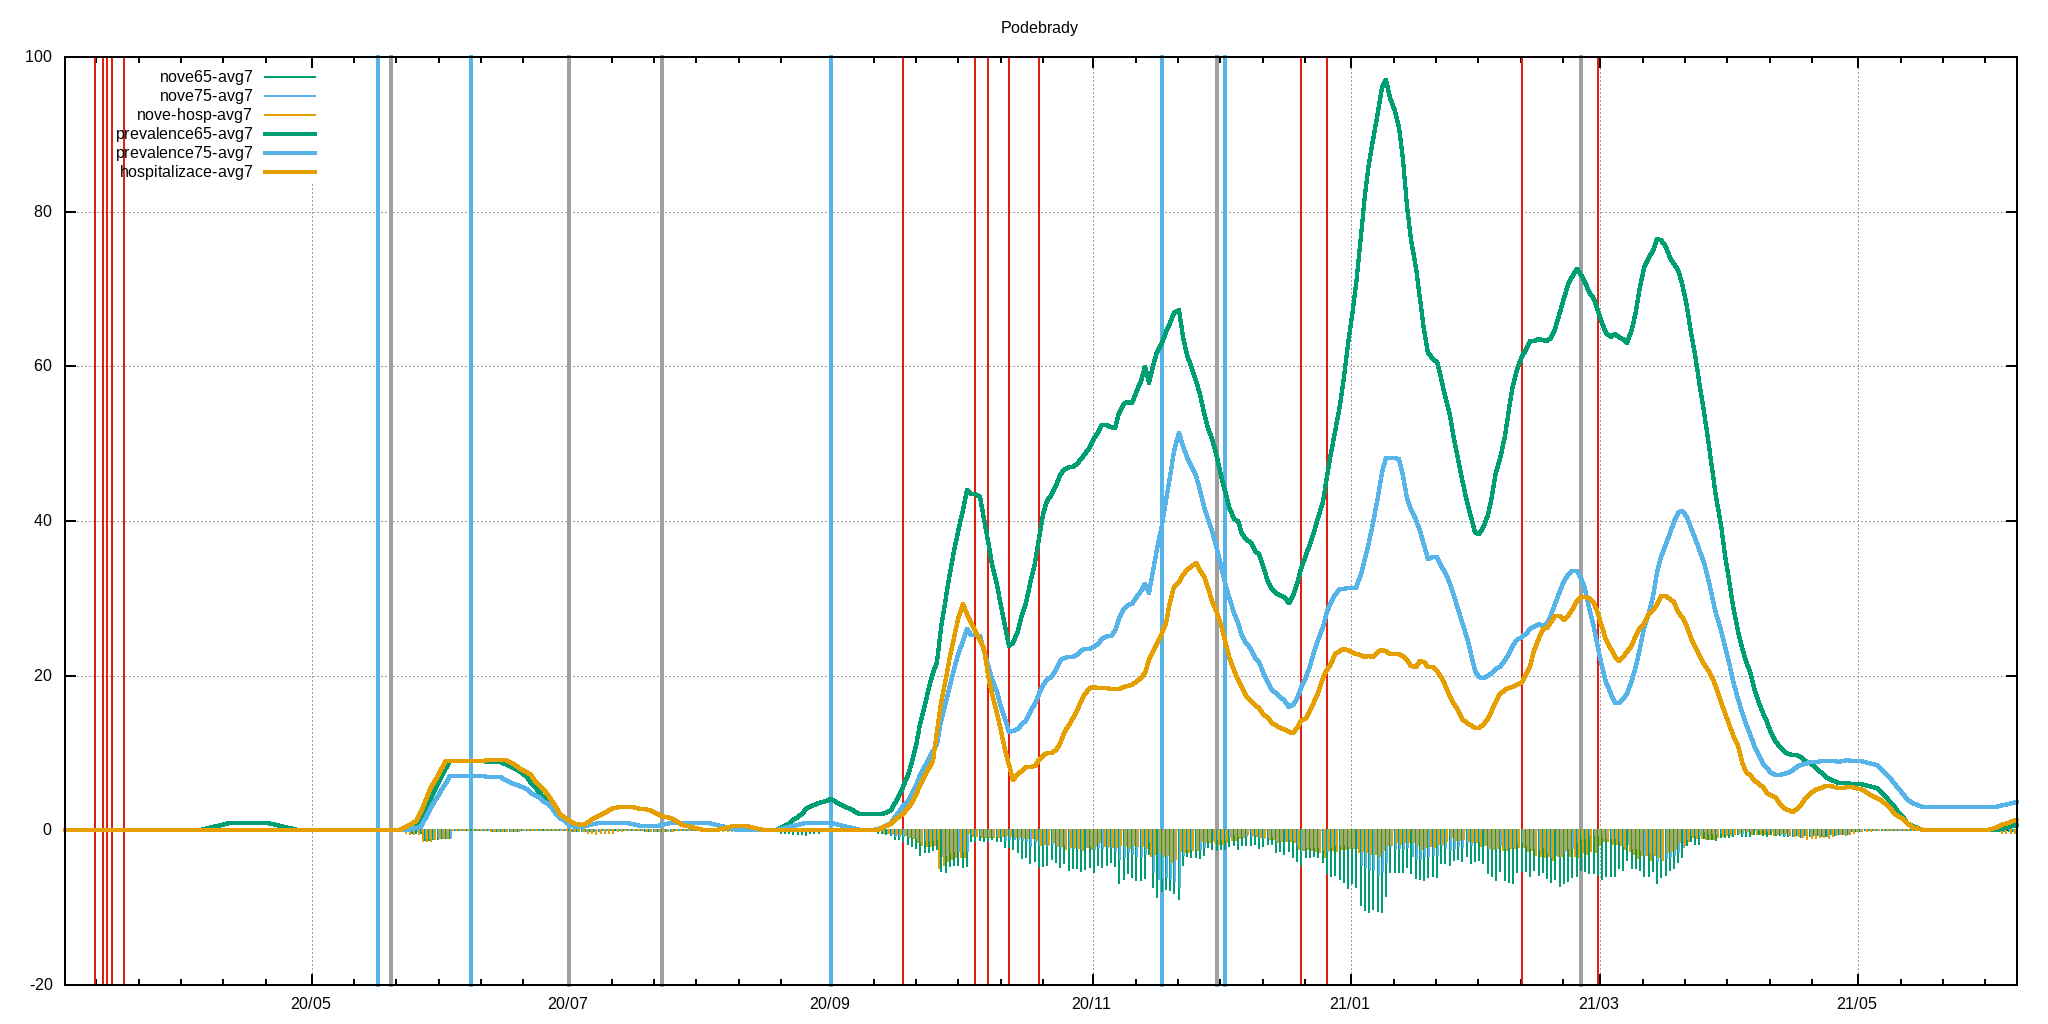 Podebrady
100
80
60
40
20
0
-20
nove65-avg7
nove75-avg7
nove-hosp-avg7
prevalence65-avg7
prevalence75-avg7
hospitalizace-avg7
20/05 20/07 20/09 20/11 21/01 21/03 21/05